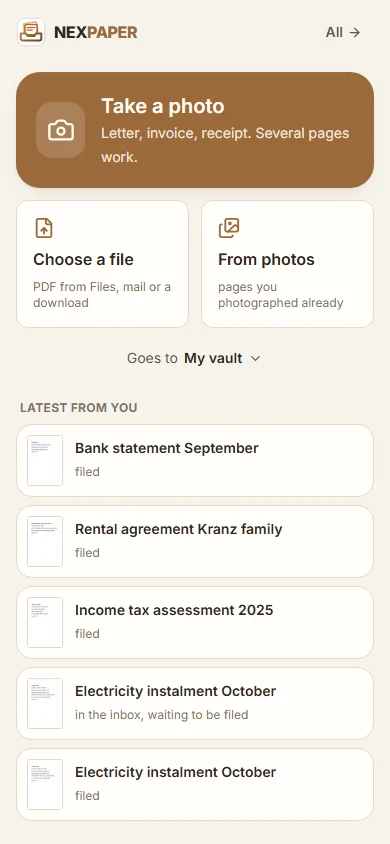 NEXPAPER
All →
Take a photo
Letter, invoice, receipt. Several pages
work.
Choose a file
PDF from Files, mail or a
download
From photos
pages you
photographed already
Goes to My vault
LATEST FROM YOU
Bank statement September
filed
Rental agreement Kranz family
filed
Income tax assessment 2025
filed
Electricity instalment October
in the inbox, waiting to be filed
Electricity instalment October
filed